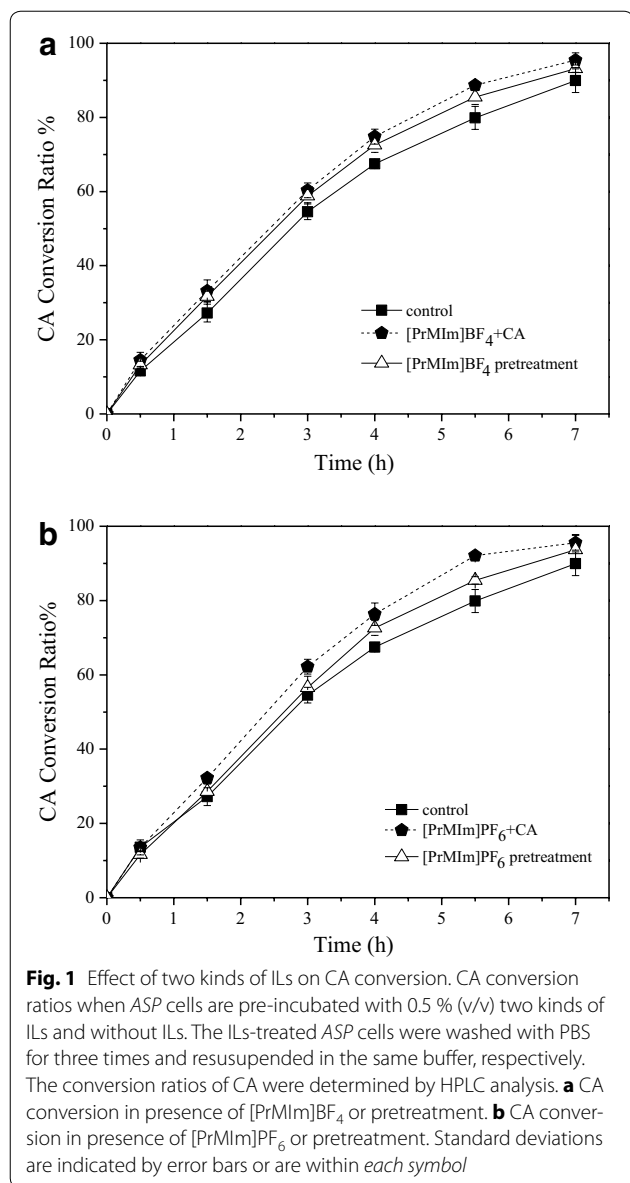 a
100
80
60
40
20
0
CA Conversion Ratio %
control
[PrMIm]BF4+CA
[PrMIm]BF4 pretreatment
0 1 2 3 4 5 6 7
Time (h)
b
100
80
60
40
20
0
CA Conversion Ratio%
control
[PrMIm]PF6+CA
[PrMIm]PF6 pretreatment
0 1 2 3 4 5 6 7
Time (h)
Fig. 1 Effect of two kinds of ILs on CA conversion. CA conversion
ratios when ASP cells are pre-incubated with 0.5 % (v/v) two kinds of
ILs and without ILs. The ILs-treated ASP cells were washed with PBS
for three times and resusupended in the same buffer, respectively.
The conversion ratios of CA were determined by HPLC analysis. a CA
conversion in presence of [PrMIm]BF4 or pretreatment. b CA conver-
sion in presence of [PrMIm]PF6 or pretreatment. Standard deviations
are indicated by error bars or are within each symbol